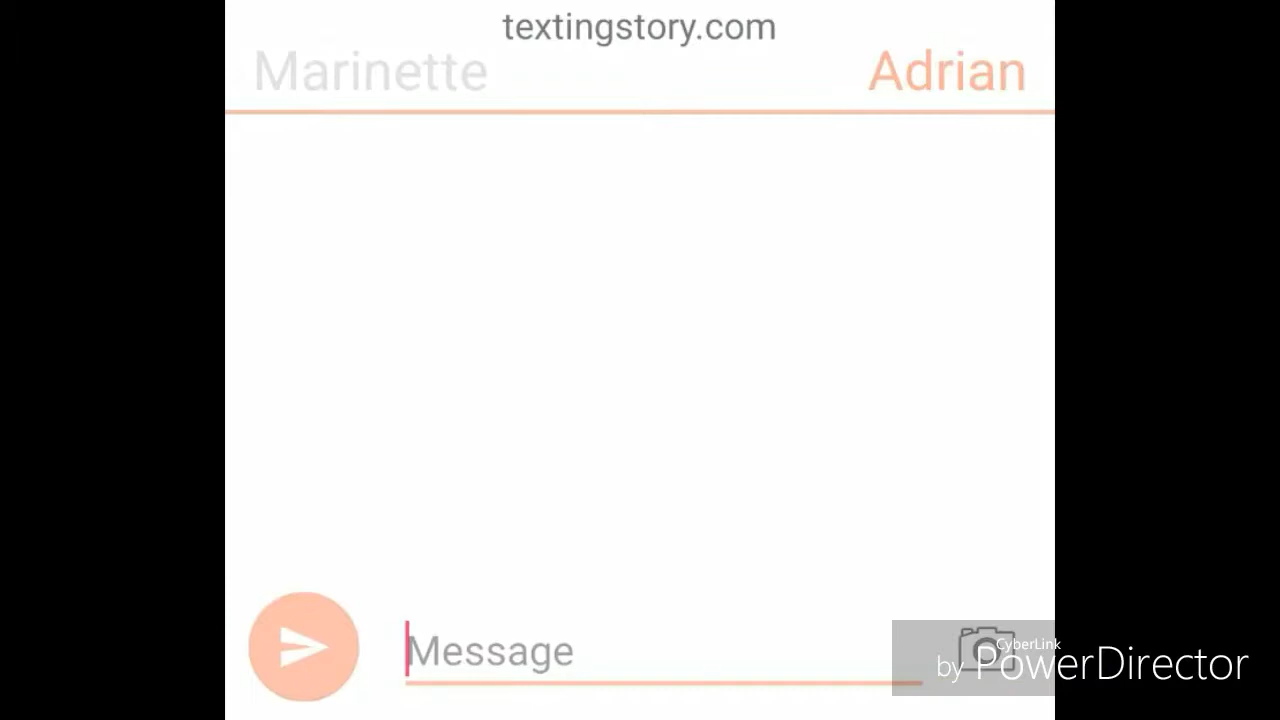 textingstory.com
Marinette
Adrian
Message
CyberLink
by PowerDirector